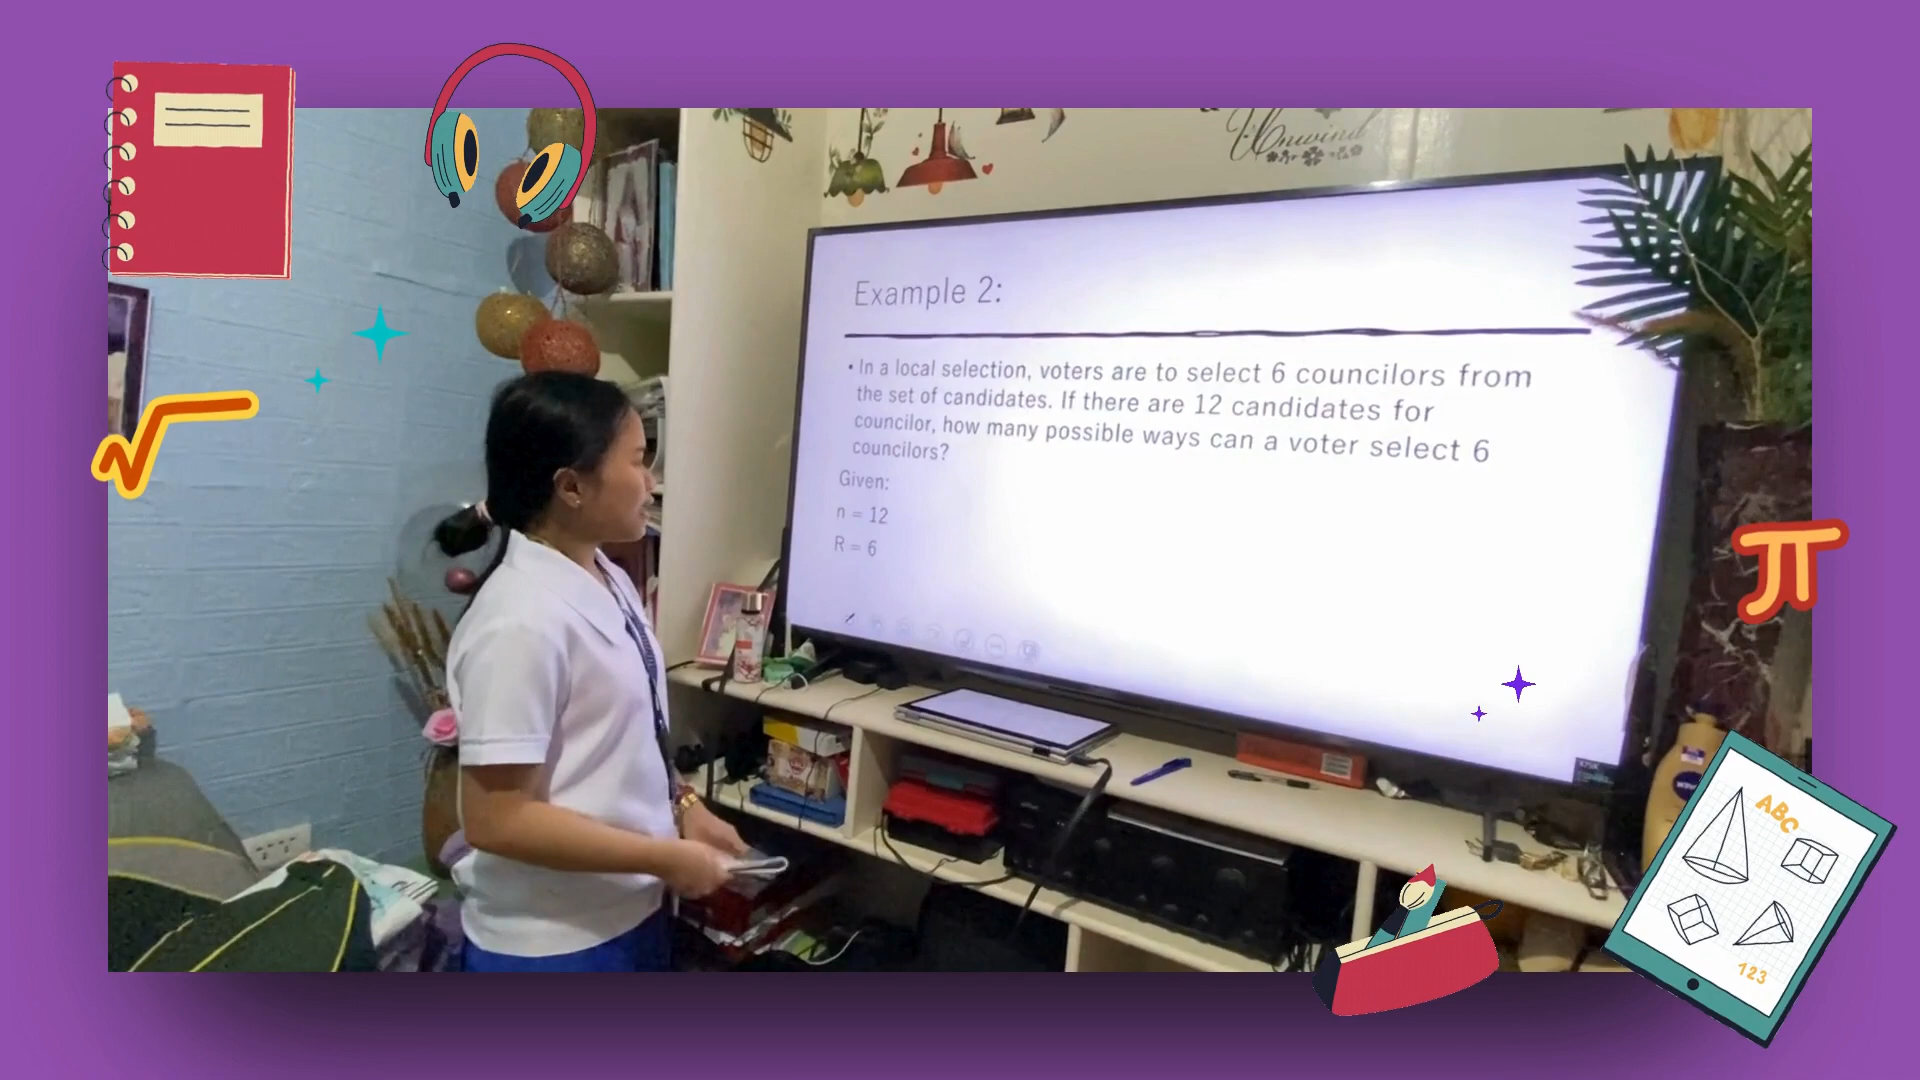 Unwind
Example 2:
• In a local selection, voters are to select 6 councilors from
the set of candidates. If there are 12 candidates for
councilor, how many possible ways can a voter select 6
councilors?
Given:
n = 12
R = 6
√
π
ABC
123